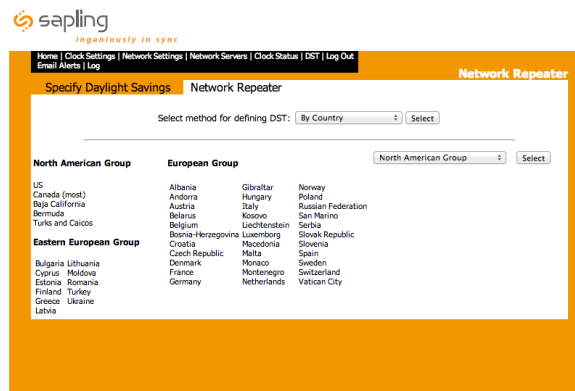 sapling
ingeniously in sync
Home | Clock Settings | Network Settings | Network Servers | Clock Status | DST | Log Out
Email Alerts | Log
Network Repeater
Specify Daylight Savings Network Repeater
Select method for defining DST: By Country Select
North American Group Select
North American Group
US
Canada (most)
Baja California
Bermuda
Turks and Caicos
Eastern European Group
Bulgaria Lithuania
Cyprus Moldova
Estonia Romania
Finland Turkey
Greece Ukraine
Latvia
European Group
Albania Gibraltar Norway
Andorra Hungary Poland
Austria Italy Russian Federation
Belarus Kosovo San Marino
Belgium Liechtenstein Serbia
Bosnia-Herzegovina Luxemborg Slovak Republic
Croatia Macedonia Slovenia
Czech Republic Malta Spain
Denmark Monaco Sweden
France Montenegro Switzerland
Germany Netherlands Vatican City